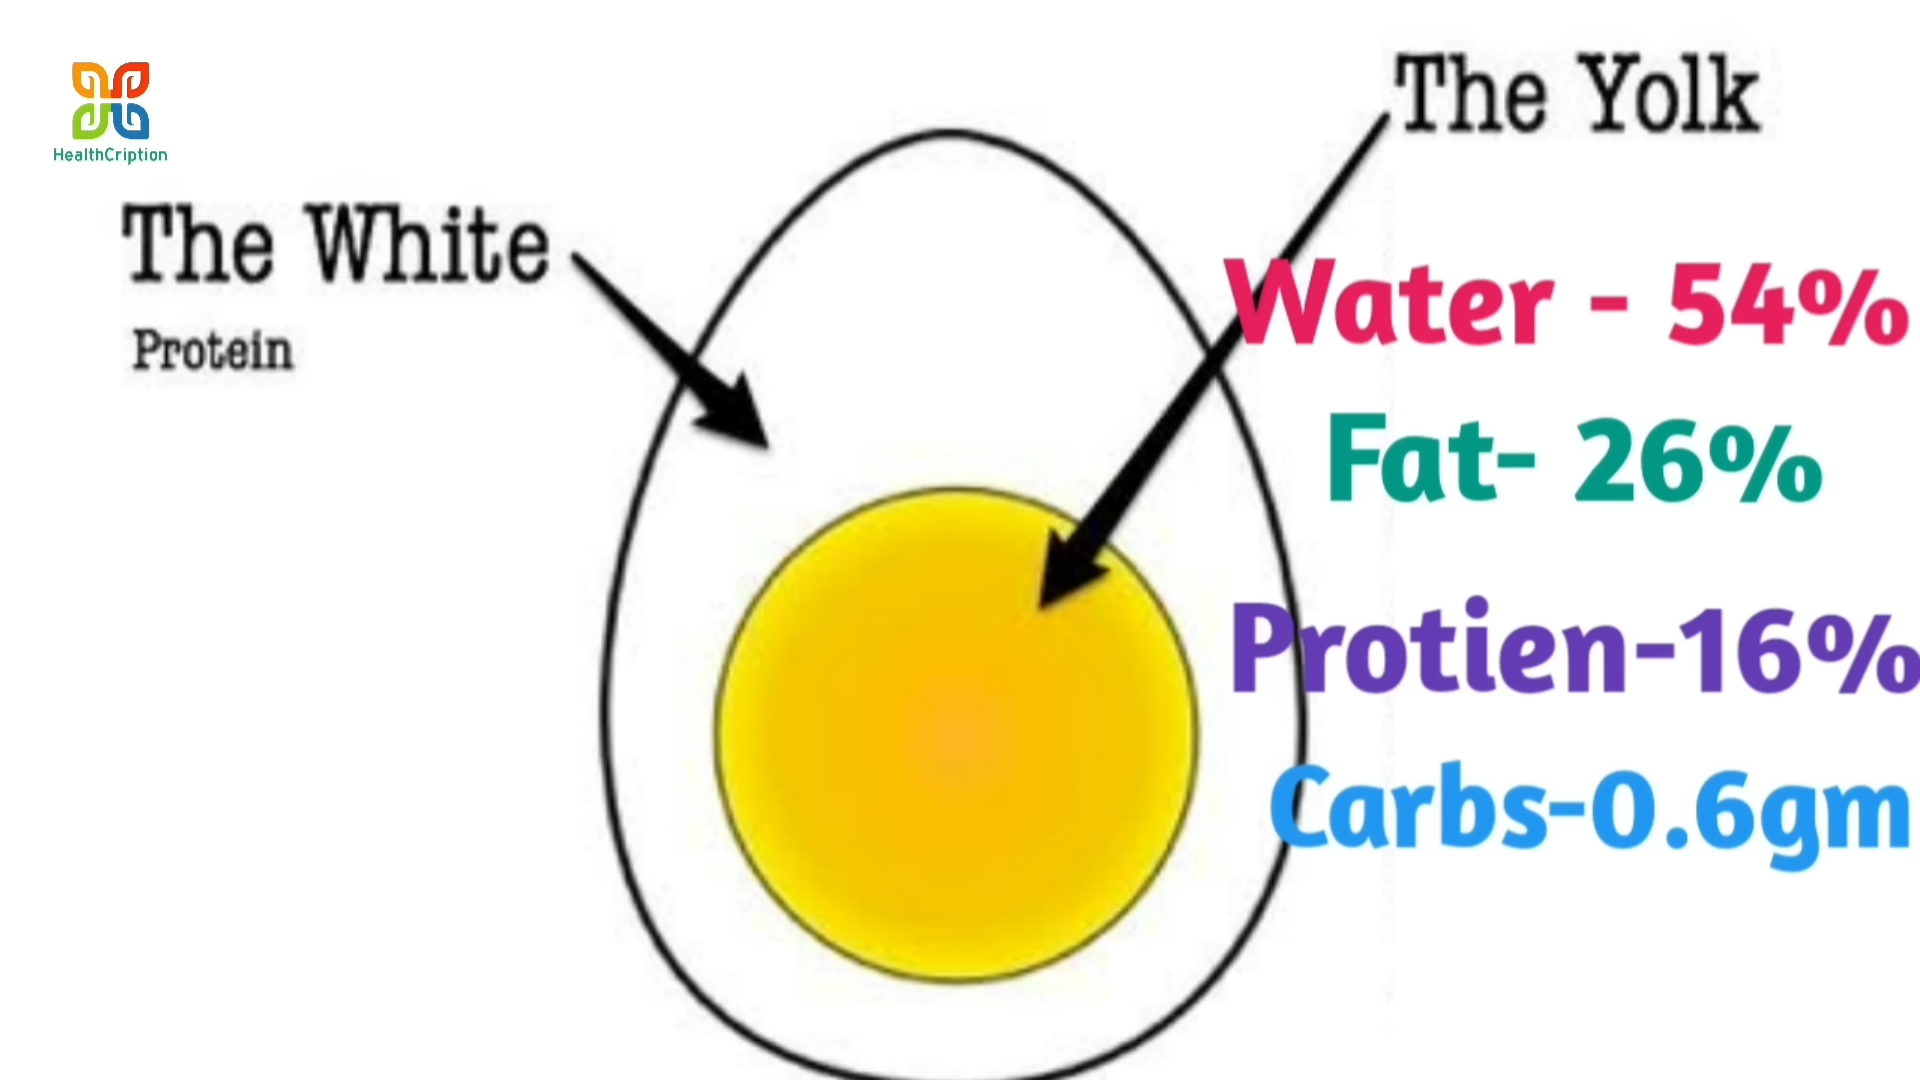 HealthCription
The White
Protein
The Yolk
Water - 54%
Fat- 26%
Protien-16%
Carbs-0.6gm